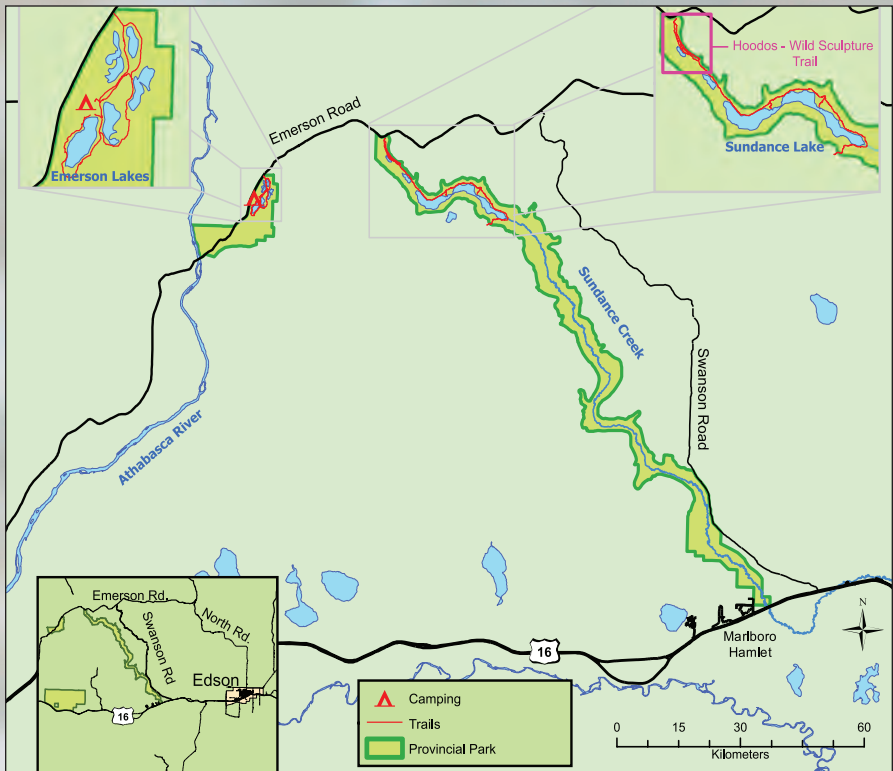 Emerson Lakes
Emerson Road
Hoodos - Wild Sculpture
Trail
Sundance Lake
Sundance Creek
Swanson Road
Athabasca River
Marlboro
Hamlet
N
16
Emerson Rd.
North Rd.
Swanson Rd
Edson
16
Camping
Trails
Provincial Park
0 15 30 60
Kilometers